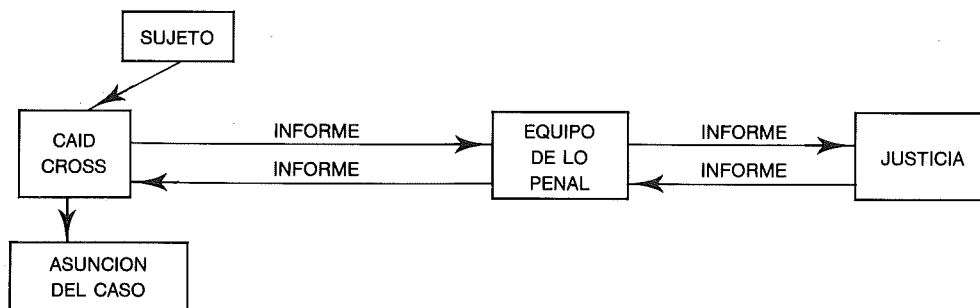 SUJETO
CAID
CROSS
INFORME
INFORME
EQUIPO
DE LO
PENAL
INFORME
INFORME
JUSTICIA
ASUNCION
DEL CASO